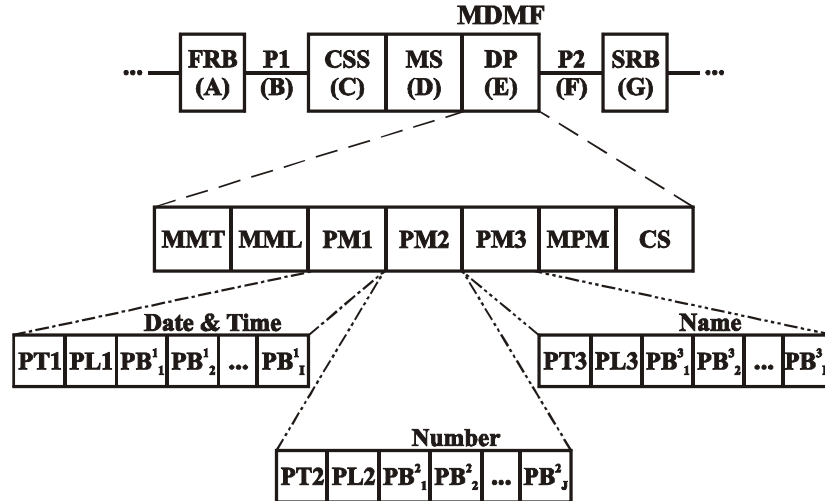 MDMF
... FRB P1 CSS MS DP P2 SRB ...
(A) (B) (C) (D) (E) (F) (G)
MMT MML PM1 PM2 PM3 MPM CS
Date & Time
PT1 PL1 PB¹₁ PB¹₂ ... PB¹ᵢ
Name
PT3 PL3 PB³₁ PB³₂ ...
Number
PT2 PL2 PB²₁ PB²₂ ... PB²ⱼ